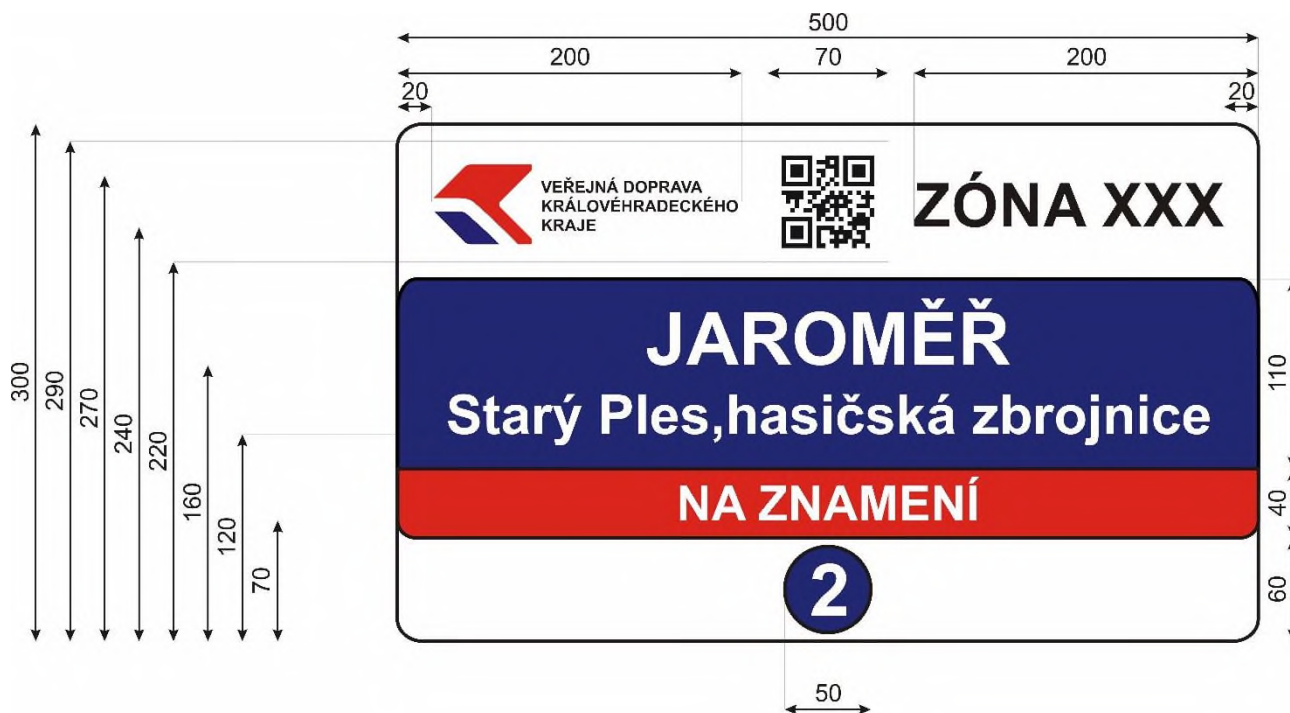 500
200 70 200
20 20
VEŘEJNÁ DOPRAVA
KRÁLOVÉHRADECKÉHO
KRAJE
ZÓNA XXX
JAROMĚŘ
Starý Ples,hasičská zbrojnice
NA ZNAMENÍ
2
300
290
270
240
220
160
120
70
110
40
60
50